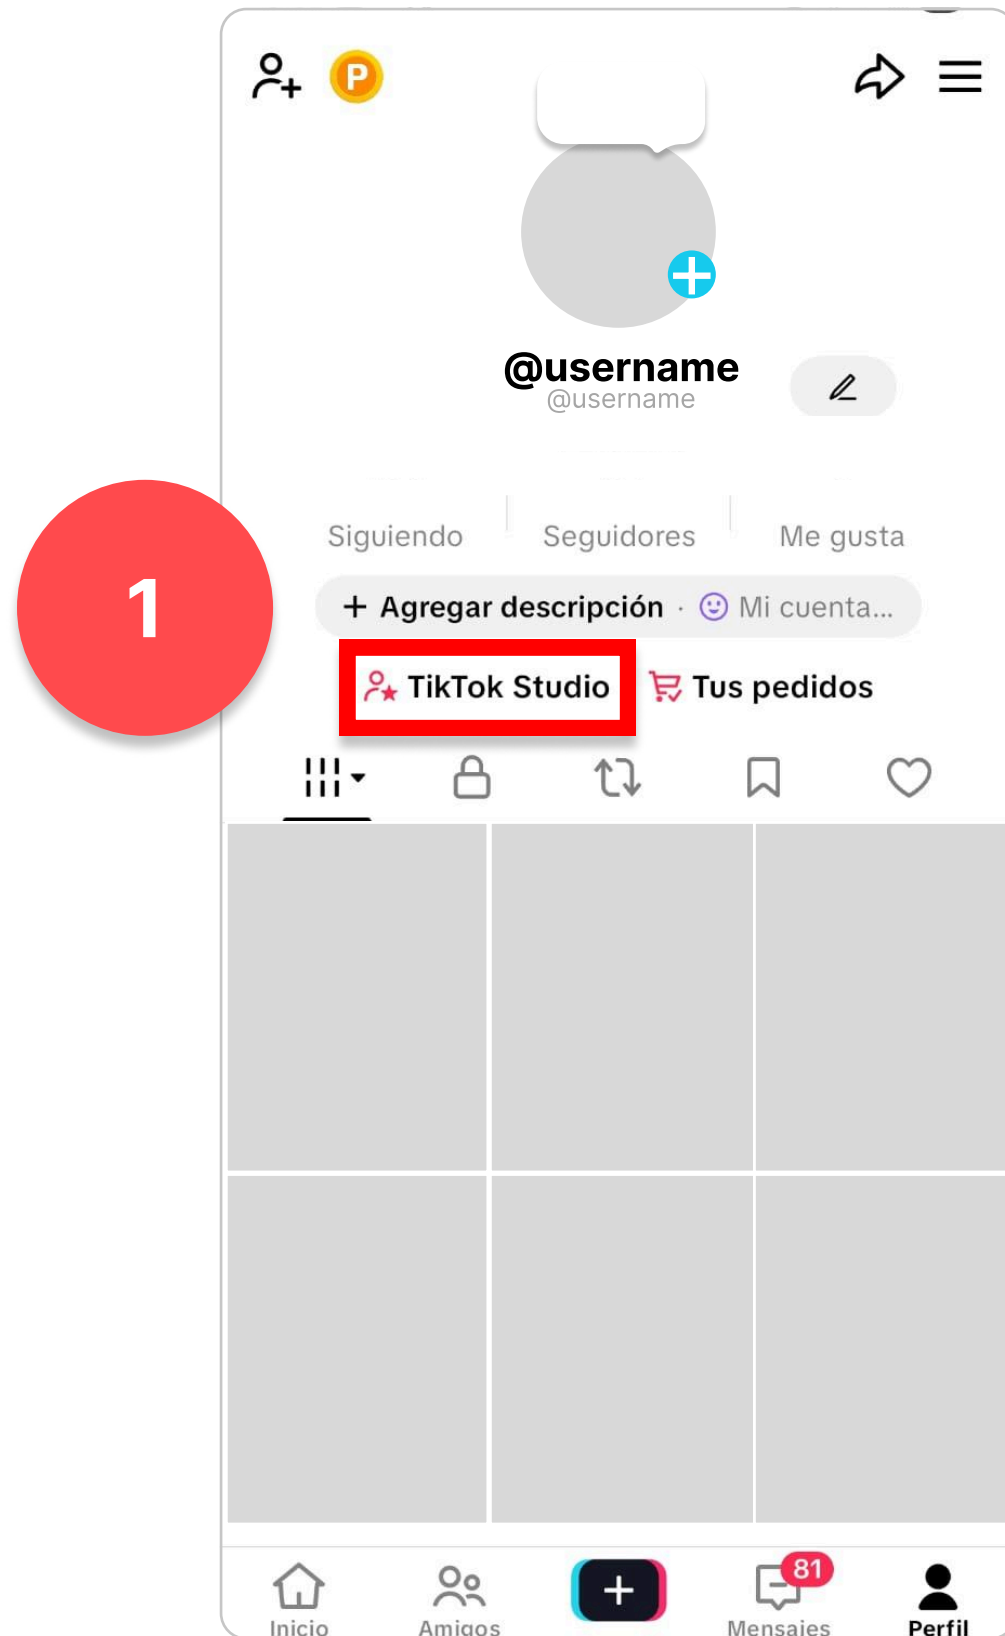 P
@username
@username
Siguiendo Seguidores Me gusta
1
+ Agregar descripción · Mi cuenta...
TikTok Studio Tus pedidos
81
Inicio Amigos Mensajes Perfil